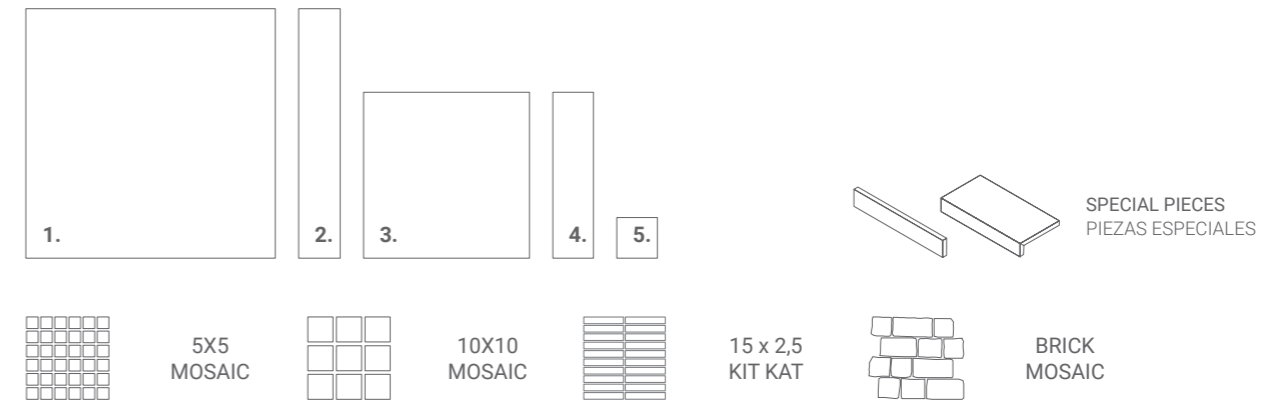 1.
2.
3.
4.
5.
SPECIAL PIECES
PIEZAS ESPECIALES
5X5
MOSAIC
10X10
MOSAIC
15 x 2,5
KIT KAT
BRICK
MOSAIC